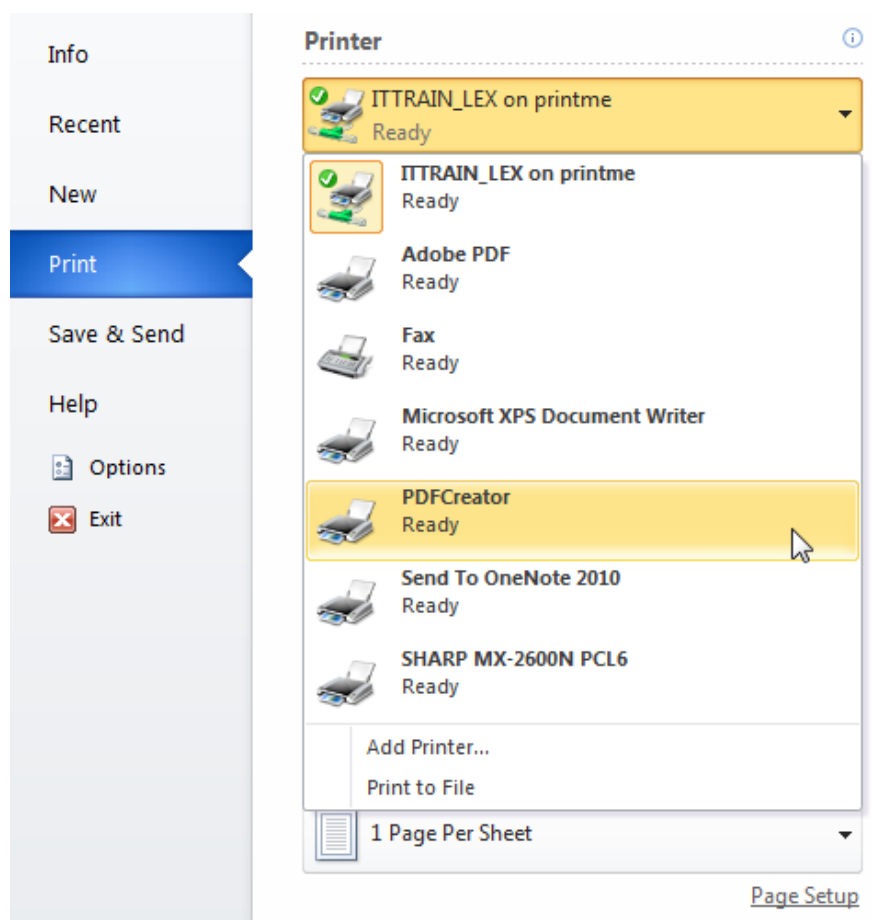 Info
Recent
New
Print
Save & Send
Help
Options
Exit
Printer
ITTRAIN_LEX on printme
Ready
ITTRAIN_LEX on printme
Ready
Adobe PDF
Ready
Fax
Ready
Microsoft XPS Document Writer
Ready
PDFCreator
Ready
Send To OneNote 2010
Ready
SHARP MX-2600N PCL6
Ready
Add Printer...
Print to File
1 Page Per Sheet
Page Setup